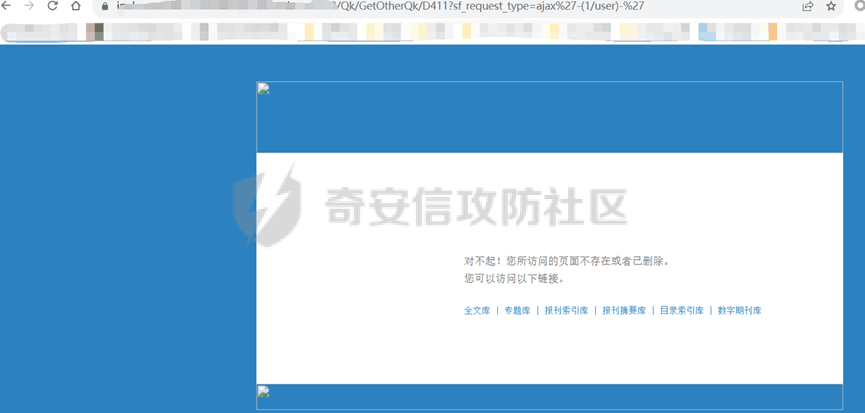 /Qk/GetOtherQk/D411?sf_request_type=ajax%27-(1/user)-%27
奇安信攻防社区
对不起！您所访问的页面不存在或者已删除。
您可以访问以下链接。
全文库 | 专题库 | 报刊索引库 | 报刊摘要库 | 目录索引库 | 数字期刊库